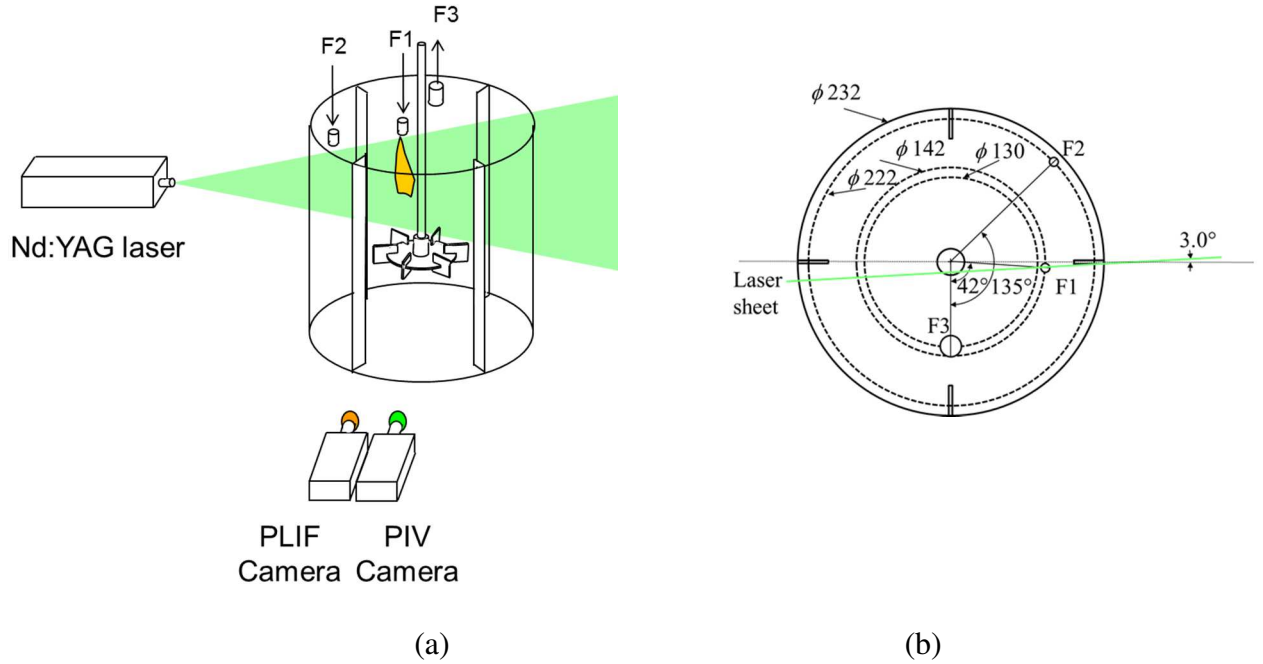 F3
F2
F1
Nd:YAG laser
PLIF
Camera
PIV
Camera
(a)
ϕ 232
F2
ϕ 142
ϕ 130
ϕ 222
3.0°
Laser
sheet
42°
135°
F1
F3
(b)